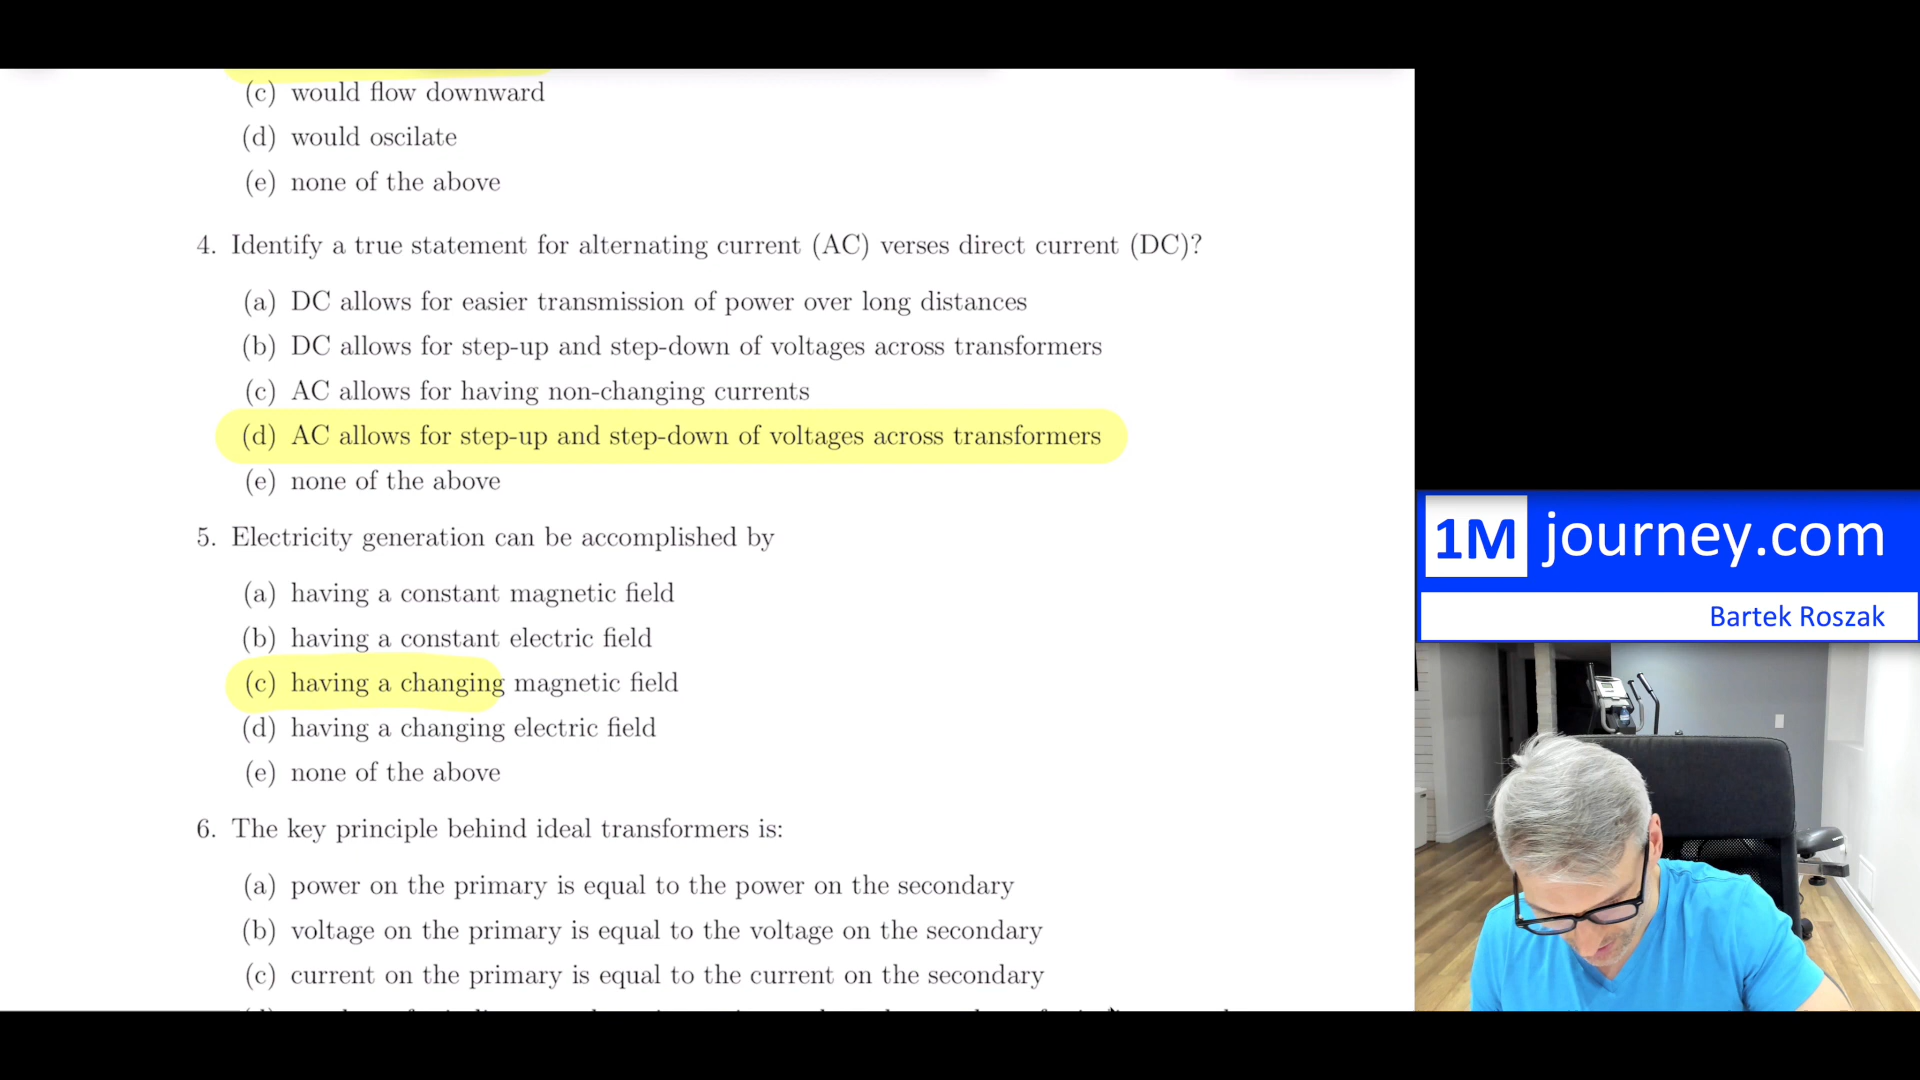 (c) would flow downward
(d) would oscilate
(e) none of the above
4. Identify a true statement for alternating current (AC) verses direct current (DC)?
(a) DC allows for easier transmission of power over long distances
(b) DC allows for step-up and step-down of voltages across transformers
(c) AC allows for having non-changing currents
(d) AC allows for step-up and step-down of voltages across transformers
(e) none of the above
5. Electricity generation can be accomplished by
(a) having a constant magnetic field
(b) having a constant electric field
(c) having a changing magnetic field
(d) having a changing electric field
(e) none of the above
6. The key principle behind ideal transformers is:
(a) power on the primary is equal to the power on the secondary
(b) voltage on the primary is equal to the voltage on the secondary
(c) current on the primary is equal to the current on the secondary
1M journey.com
Bartek Roszak